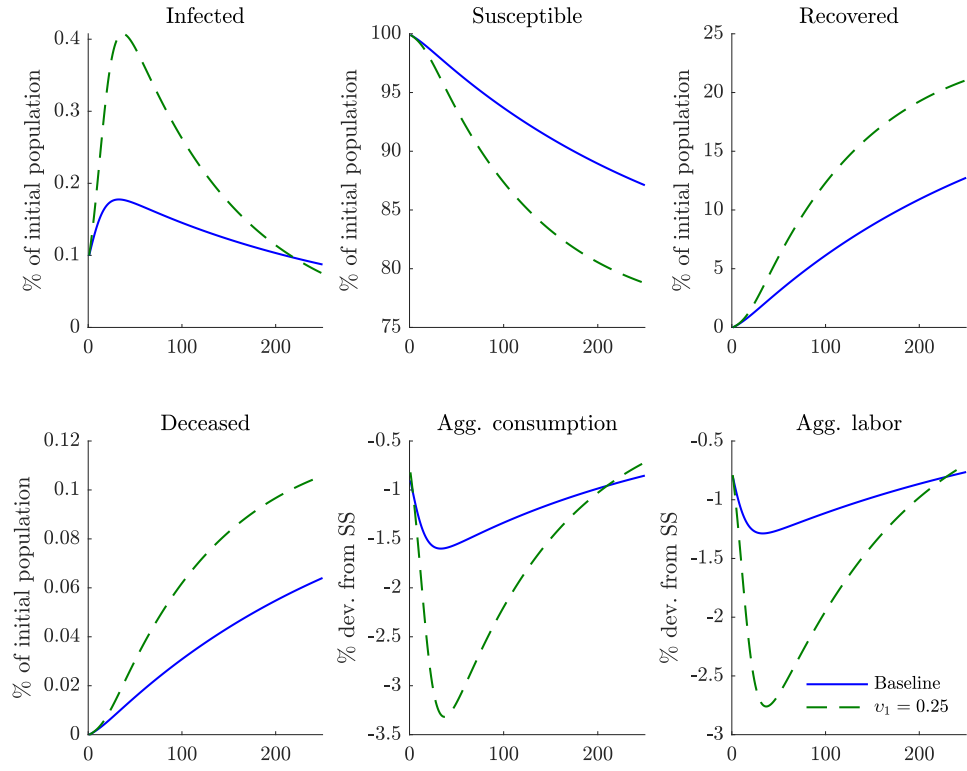 Infected
% of initial population
0.4
0.3
0.2
0.1
0
0 100 200
Susceptible
% of initial population
100
95
90
85
80
75
0 100 200
Recovered
% of initial population
25
20
15
10
5
0
0 100 200
Deceased
% of initial population
0.12
0.1
0.08
0.06
0.04
0.02
0
0 100 200
Agg. consumption
% dev. from SS
-0.5
-1
-1.5
-2
-2.5
-3
-3.5
0 100 200
Agg. labor
% dev. from SS
-0.5
-1
-1.5
-2
-2.5
-3
0 100 200
Baseline
υ₁ = 0.25